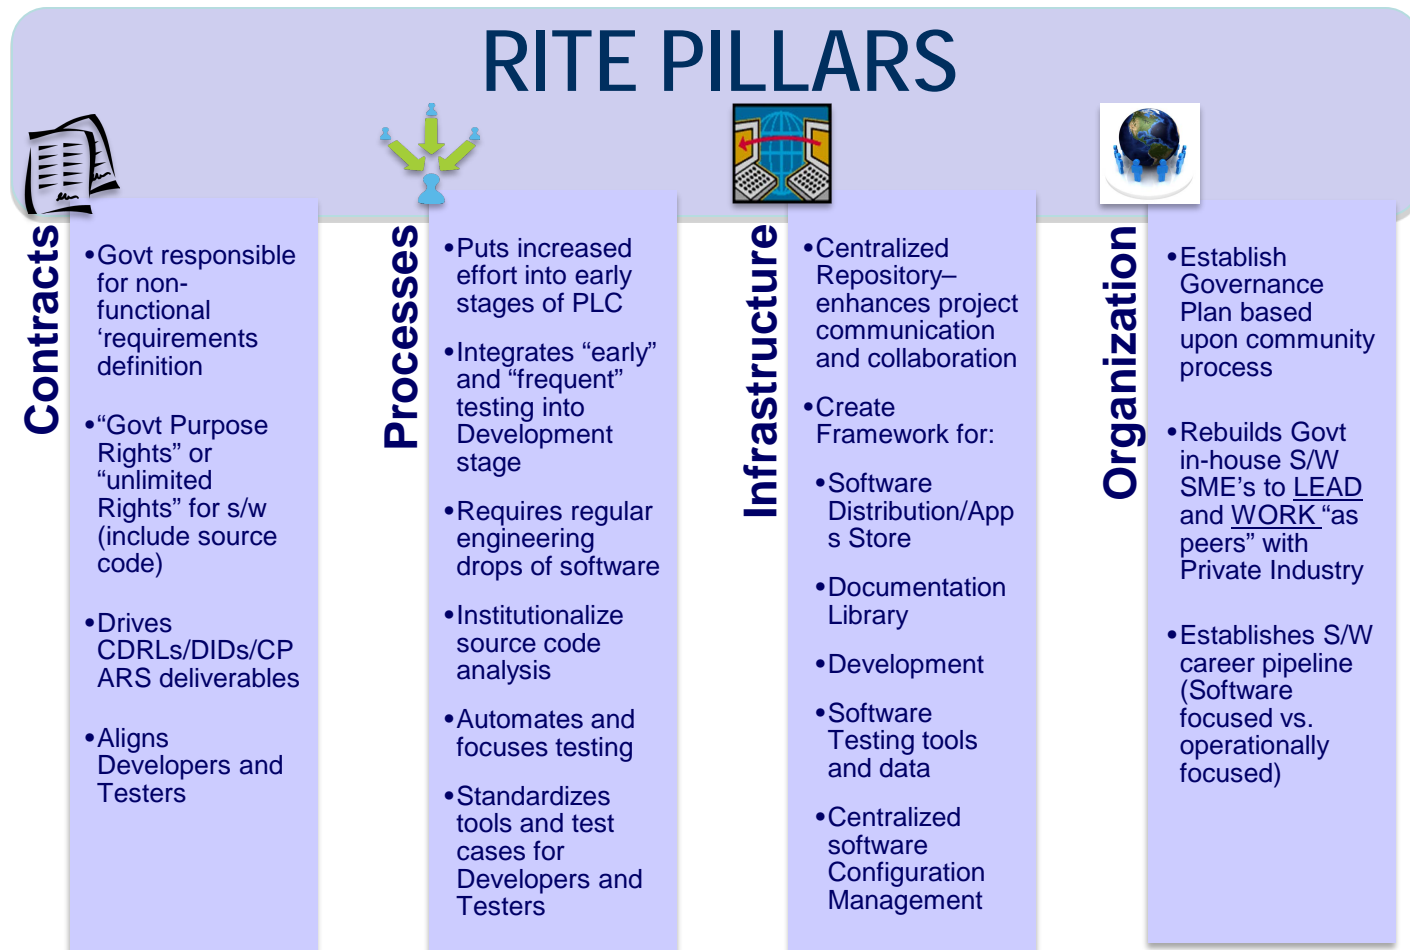 RITE PILLARS
Contracts
•Govt responsible
for non-
functional
‘requirements
definition
•“Govt Purpose
Rights” or
“unlimited
Rights” for s/w
(include source
code)
•Drives
CDRLs/DIDs/CP
ARS deliverables
•Aligns
Developers and
Testers
Processes
•Puts increased
effort into early
stages of PLC
•Integrates “early”
and “frequent”
testing into
Development
stage
•Requires regular
engineering
drops of software
•Institutionalize
source code
analysis
•Automates and
focuses testing
•Standardizes
tools and test
cases for
Developers and
Testers
Infrastructure
•Centralized
Repository–
enhances project
communication
and collaboration
•Create
Framework for:
•Software
Distribution/App
s Store
•Documentation
Library
•Development
•Software
Testing tools
and data
•Centralized
software
Configuration
Management
Organization
•Establish
Governance
Plan based
upon community
process
•Rebuilds Govt
in-house S/W
SME’s to LEAD
and WORK “as
peers” with
Private Industry
•Establishes S/W
career pipeline
(Software
focused vs.
operationally
focused)